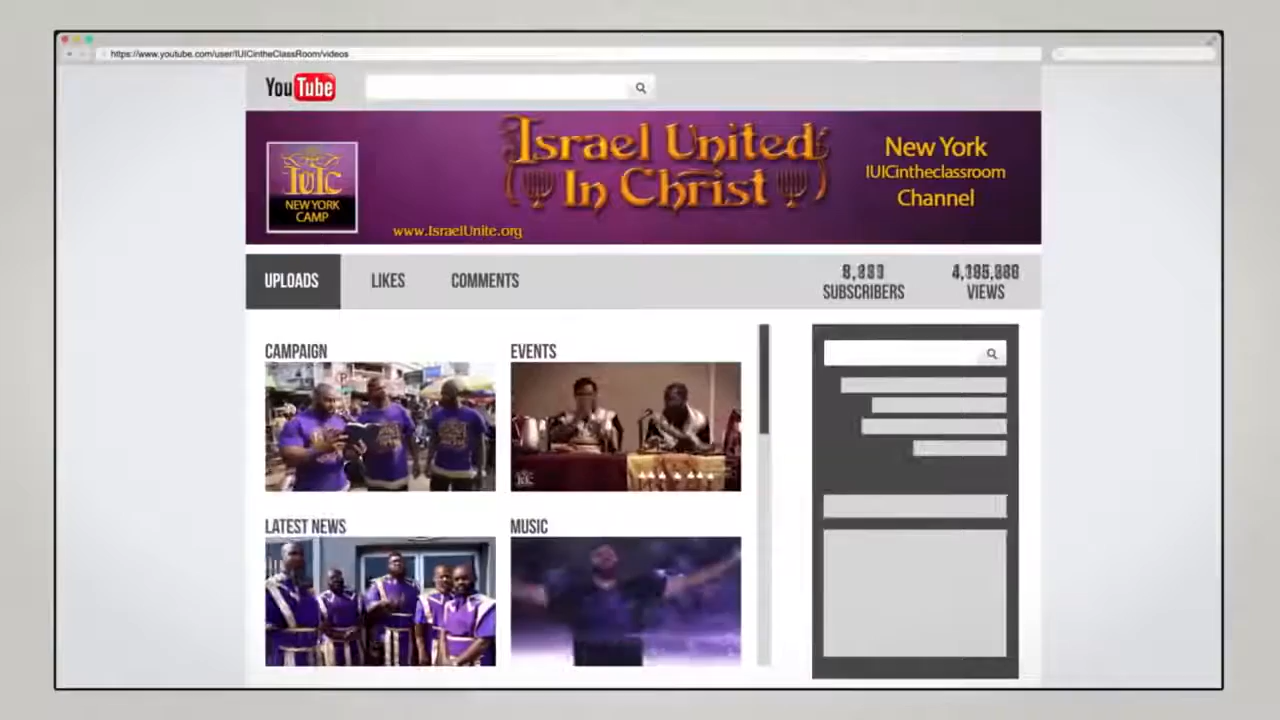 https://www.youtube.com/user/IUICintheClassRoom/videos
YouTube
IUIC
NEW YORK
CAMP
Israel United
In Christ
www.IsraelUnite.org
New York
IUICintheclassroom
Channel
UPLOADS
LIKES
COMMENTS
SUBSCRIBERS
VIEWS
CAMPAIGN
EVENTS
LATEST NEWS
MUSIC